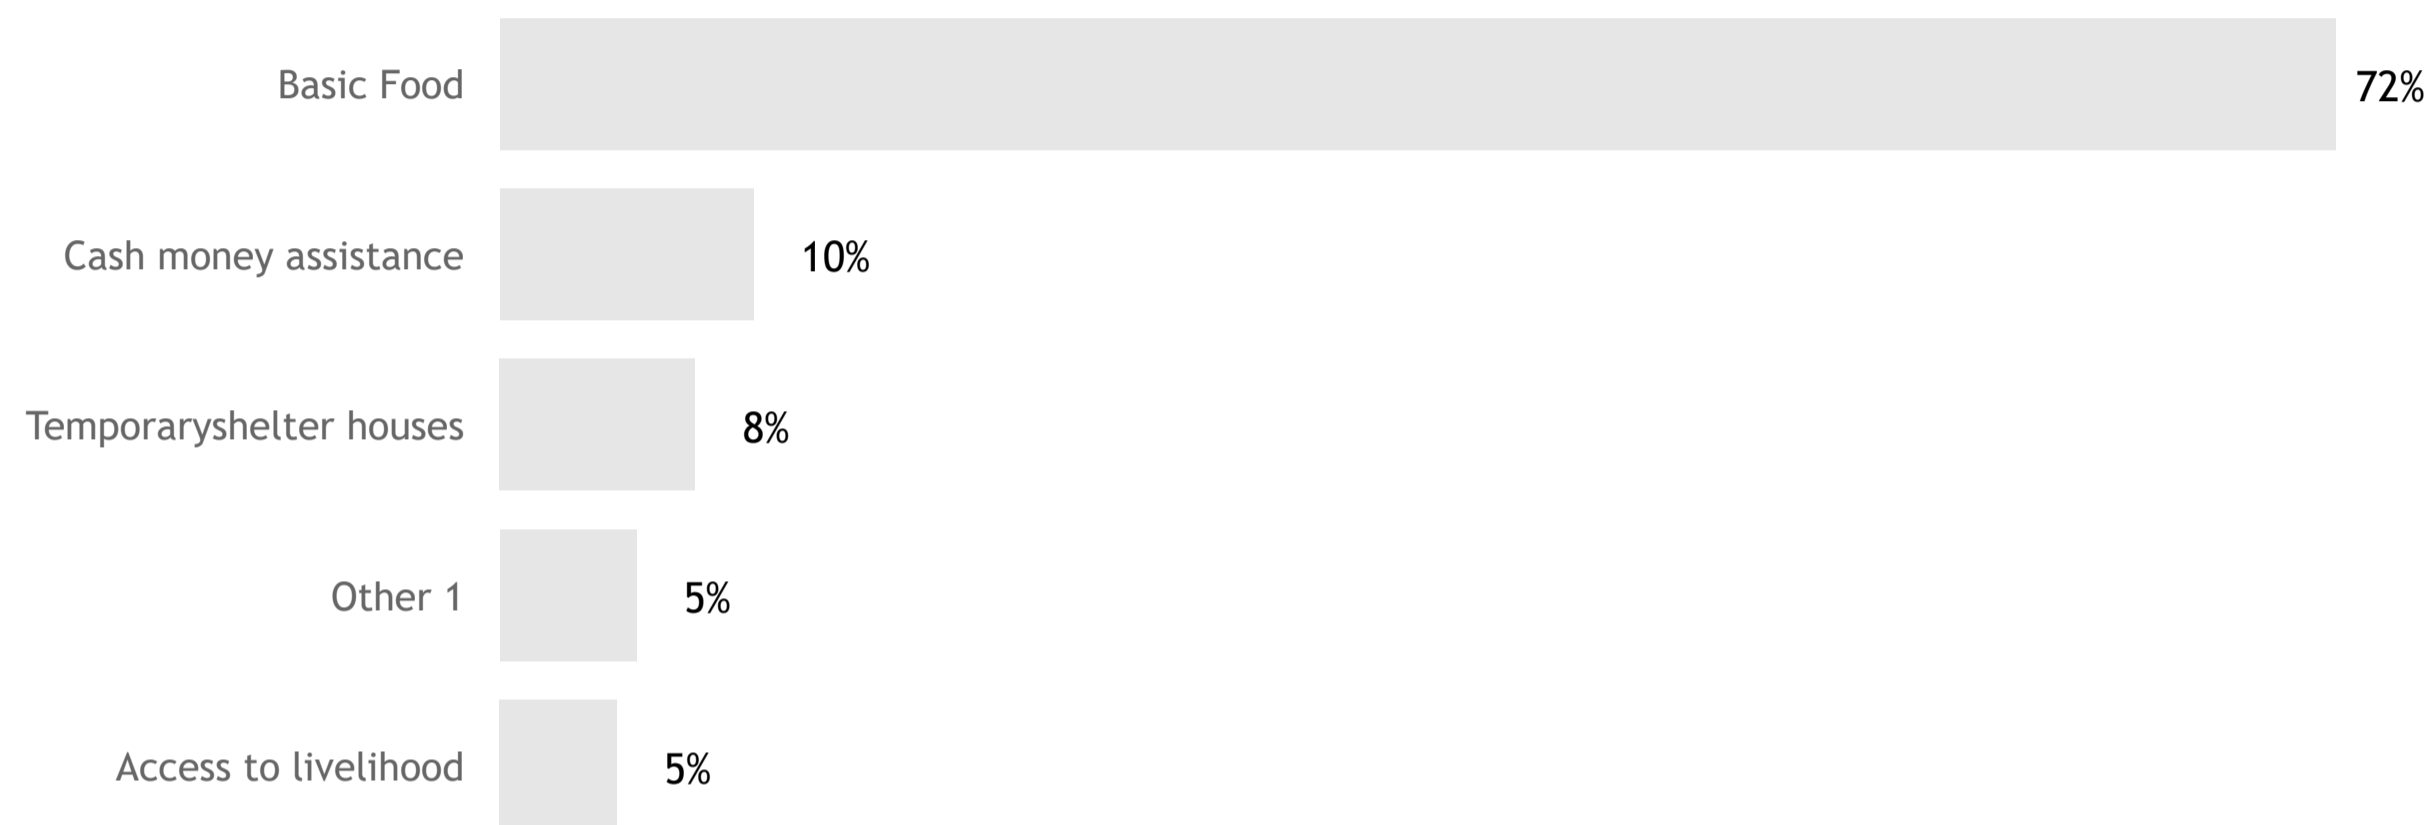 Basic Food 72%
Cash money assistance 10%
Temporaryshelter houses 8%
Other 1 5%
Access to livelihood 5%